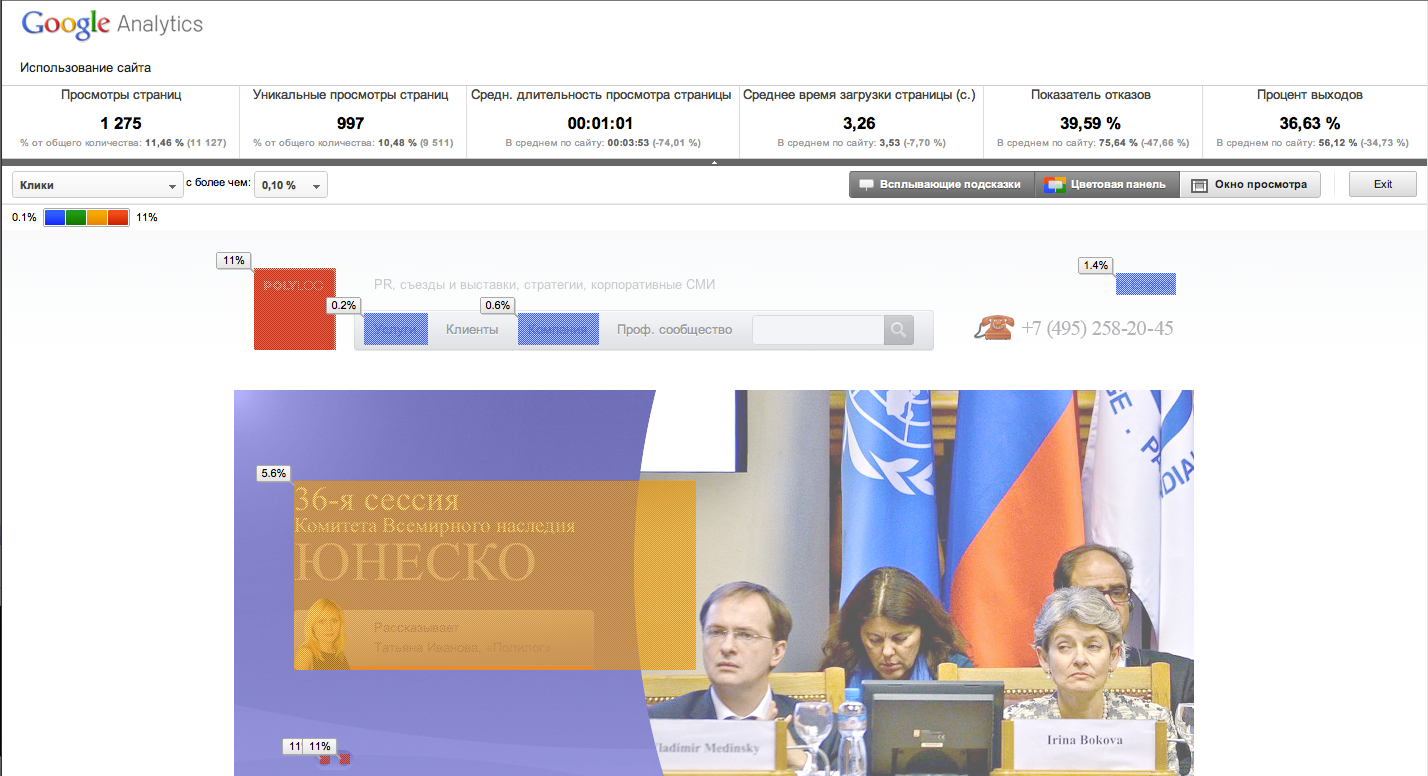 Google Analytics
Использование сайта
Просмотры страниц
1 275
% от общего количества: 11,46 % (11 127)
Уникальные просмотры страниц
997
% от общего количества: 10,48 % (9 511)
Средн. длительность просмотра страницы
00:01:01
В среднем по сайту: 00:03:53 (-74,01 %)
Среднее время загрузки страницы (с.)
3,26
В среднем по сайту: 3,53 (-7,70 %)
Показатель отказов
39,59 %
В среднем по сайту: 75,64 % (-47,66 %)
Процент выходов
36,63 %
В среднем по сайту: 56,12 % (-34,73 %)
Клики
с более чем:
0,10 %
Всплывающие подсказки
Цветовая панель
Окно просмотра
Exit
0.1%
11%
11%
1.4%
POLYLOG
PR, съезды и выставки, стратегии, корпоративные СМИ
0.2%
0.6%
Услуги
Клиенты
Компания
Проф. сообщество
+7 (495) 258-20-45
5.6%
36-я сессия
Комитета Всемирного наследия
ЮНЕСКО
Рассказывает
Татьяна Иванова, «Полилог»
11
11%
ladimir Medinsky
Irina Bokova